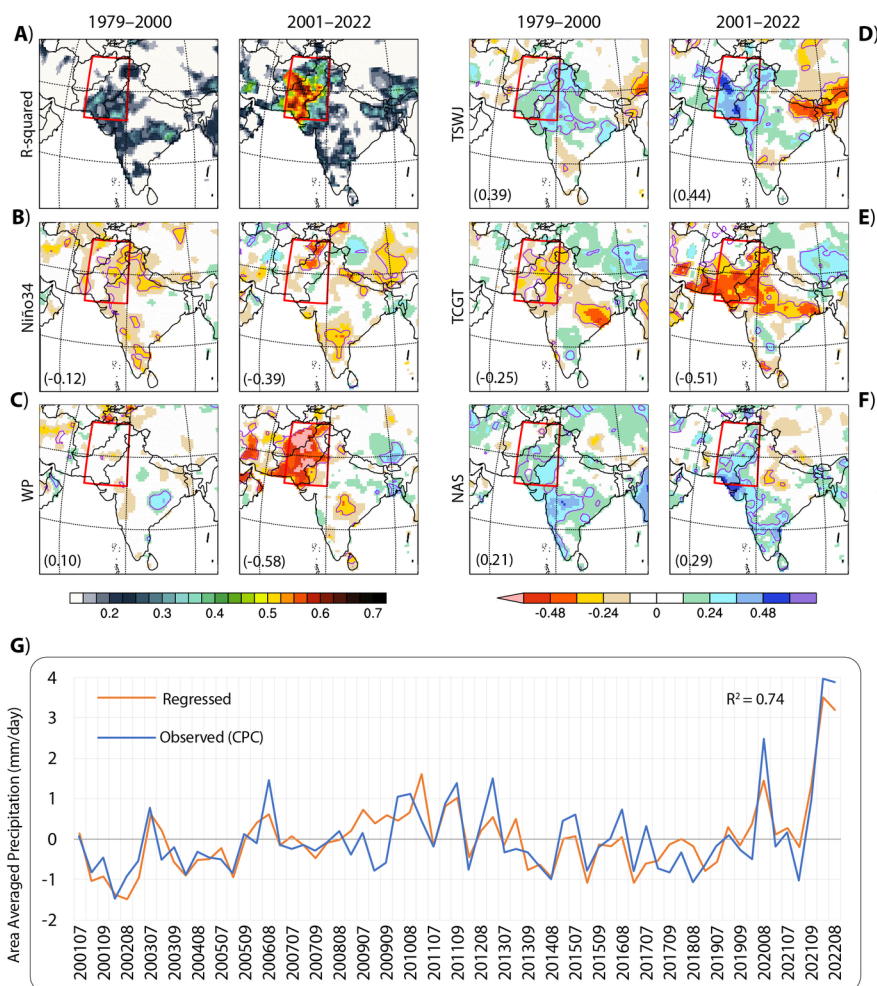 1979–2000 2001–2022 1979–2000 2001–2022
A) D)
R-squared TSWJ
(0.39) (0.44)
B) E)
Niño34 TCGT
(-0.12) (-0.39) (-0.25) (-0.51)
C) F)
WP NAS
(0.10) (-0.58) (0.21) (0.29)
0.2 0.3 0.4 0.5 0.6 0.7 -0.48 -0.24 0 0.24 0.48
G)
Area Averaged Precipitation (mm/day)
4
3
2
1
0
-1
-2
Regressed
Observed (CPC)
R² = 0.74
200107 200109 200208 200307 200309 200408 200507 200509 200608 200707 200709 200808 200907 200909 201008 201107 201109 201208 201307 201309 201408 201507 201509 201608 201707 201709 201808 201907 201909 202008 202107 202109 202208